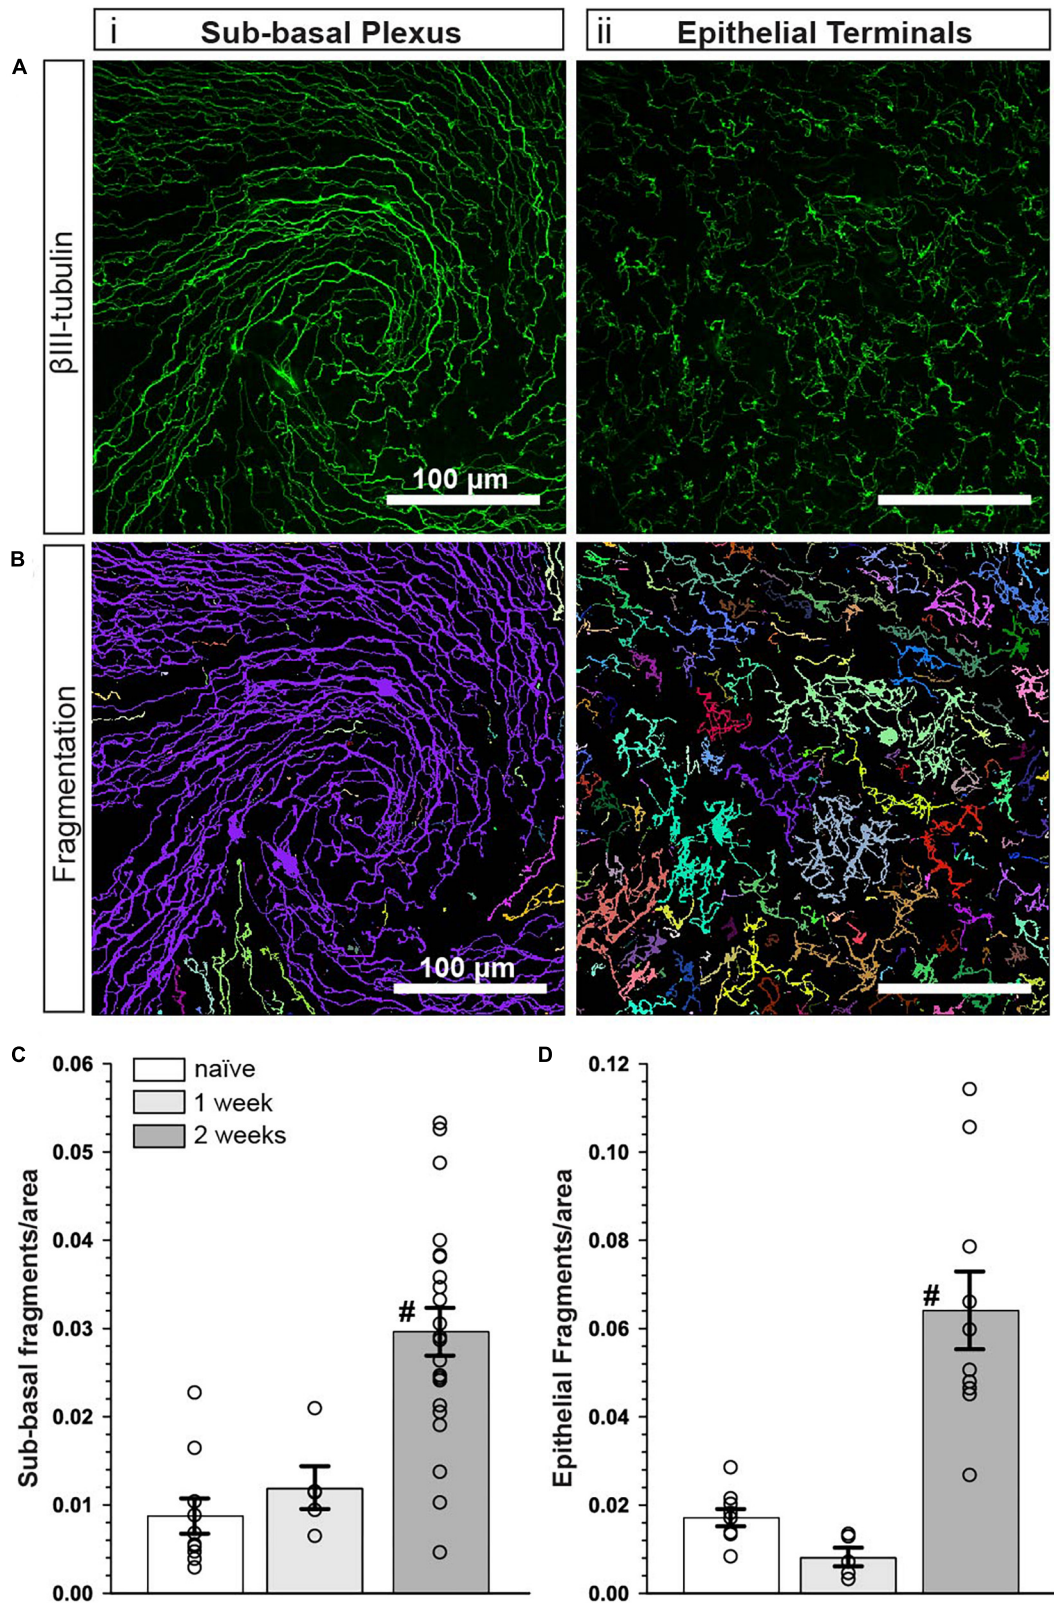 i Sub-basal Plexus
ii Epithelial Terminals
A
βIII-tubulin
100 µm
B
Fragmentation
100 µm
C
Sub-basal fragments/area
0.06
0.05
0.04
0.03
0.02
0.01
0.00
naïve
1 week
2 weeks
#
D
Epithelial Fragments/area
0.12
0.10
0.08
0.06
0.04
0.02
0.00
#